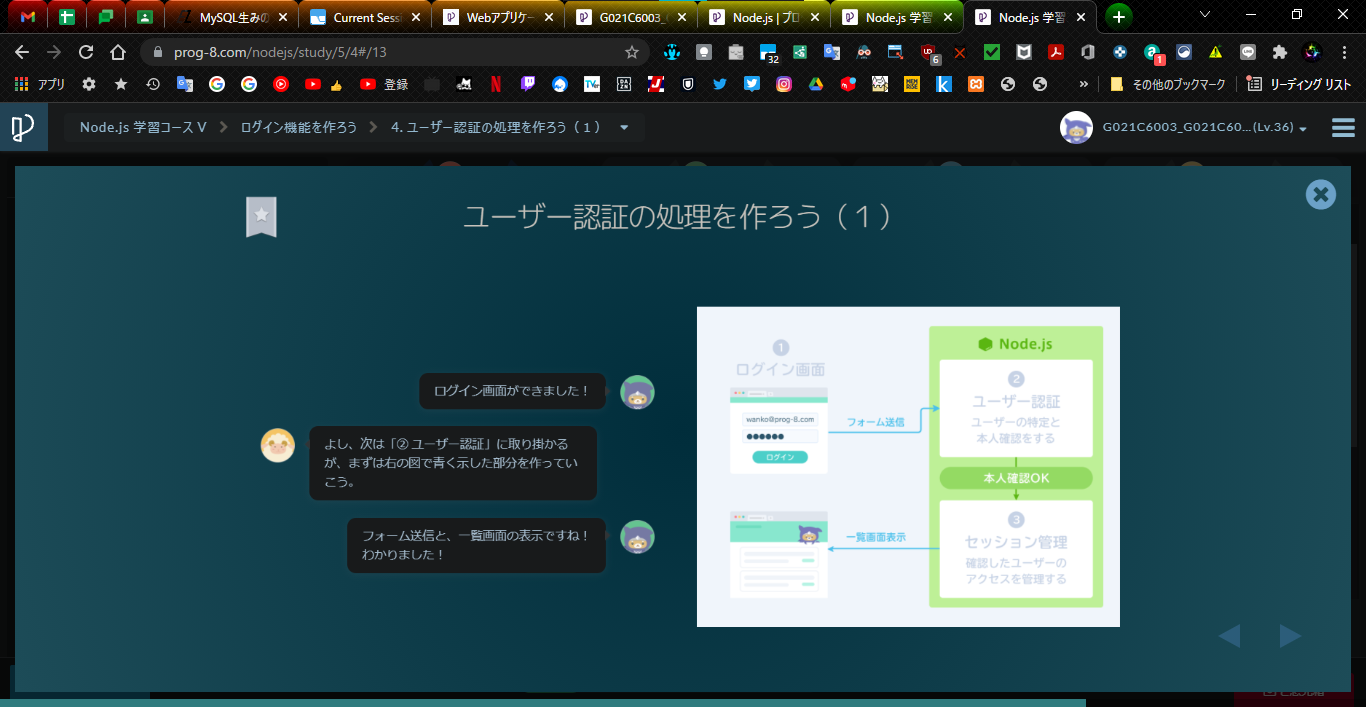 MySQL生みの
Current Sess
Webアプリケー
G021C6003_
Node.js | プロ
Node.js 学習
Node.js 学習
prog-8.com/nodejs/study/5/4#/13
32
6
1
アプリ
登録
その他のブックマーク
リーディング リスト
Node.js 学習コース V
ログイン機能を作ろう
4. ユーザー認証の処理を作ろう（1）
G021C6003_G021C60...(Lv.36)
ユーザー認証の処理を作ろう（1）
ログイン画面ができました！
よし、次は「② ユーザー認証」に取り掛かる
が、まずは右の図で青く示した部分を作ってい
こう。
フォーム送信と、一覧画面の表示ですね！
わかりました！
1
ログイン画面
wanko@prog-8.com
ログイン
フォーム送信
Node.js
2
ユーザー認証
ユーザーの特定と
本人確認をする
本人確認OK
3
セッション管理
確認したユーザーの
アクセスを管理する
一覧画面表示